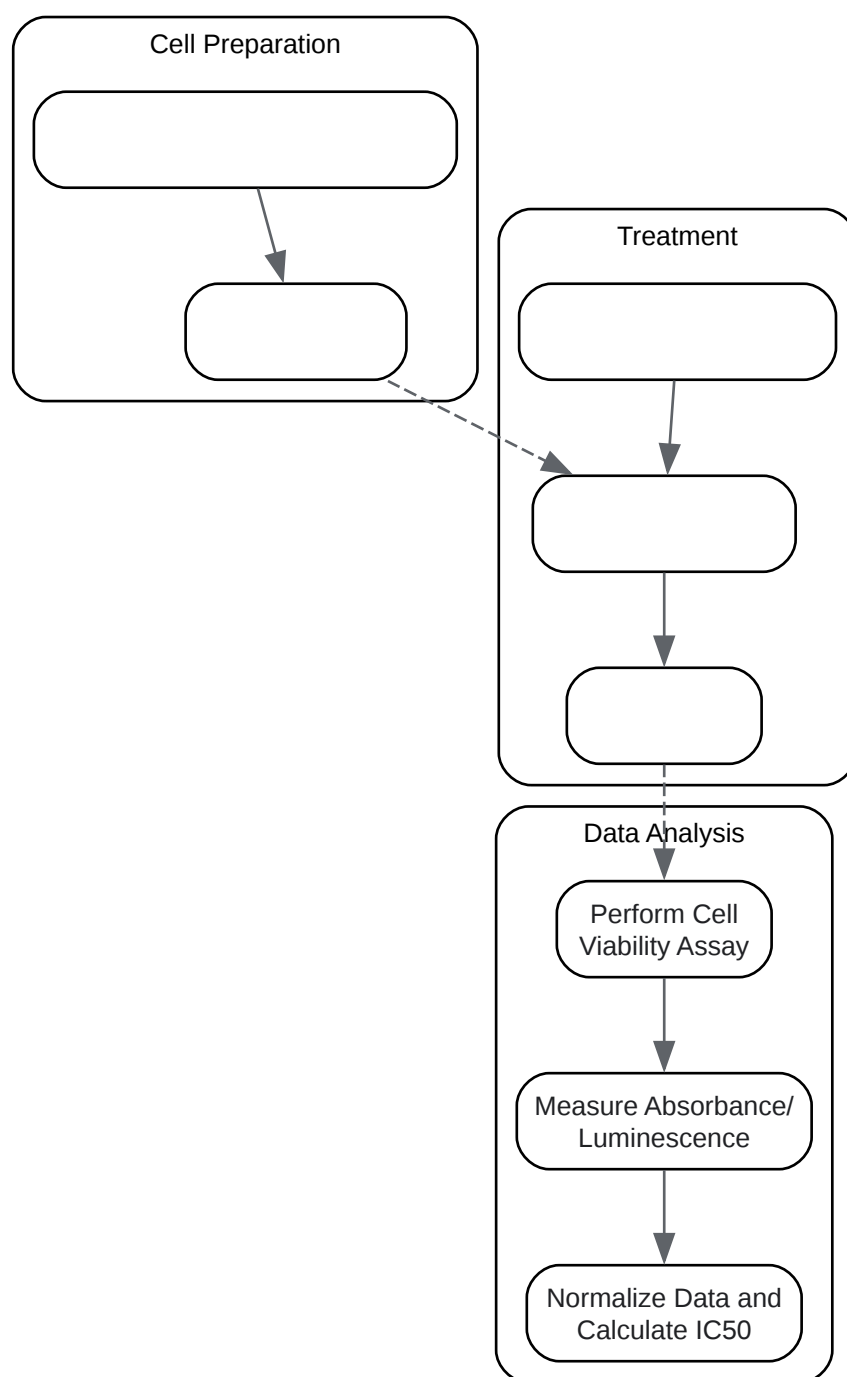 Cell Preparation
Treatment
Data Analysis
Perform Cell
Viability Assay
Measure Absorbance/
Luminescence
Normalize Data and
Calculate IC50